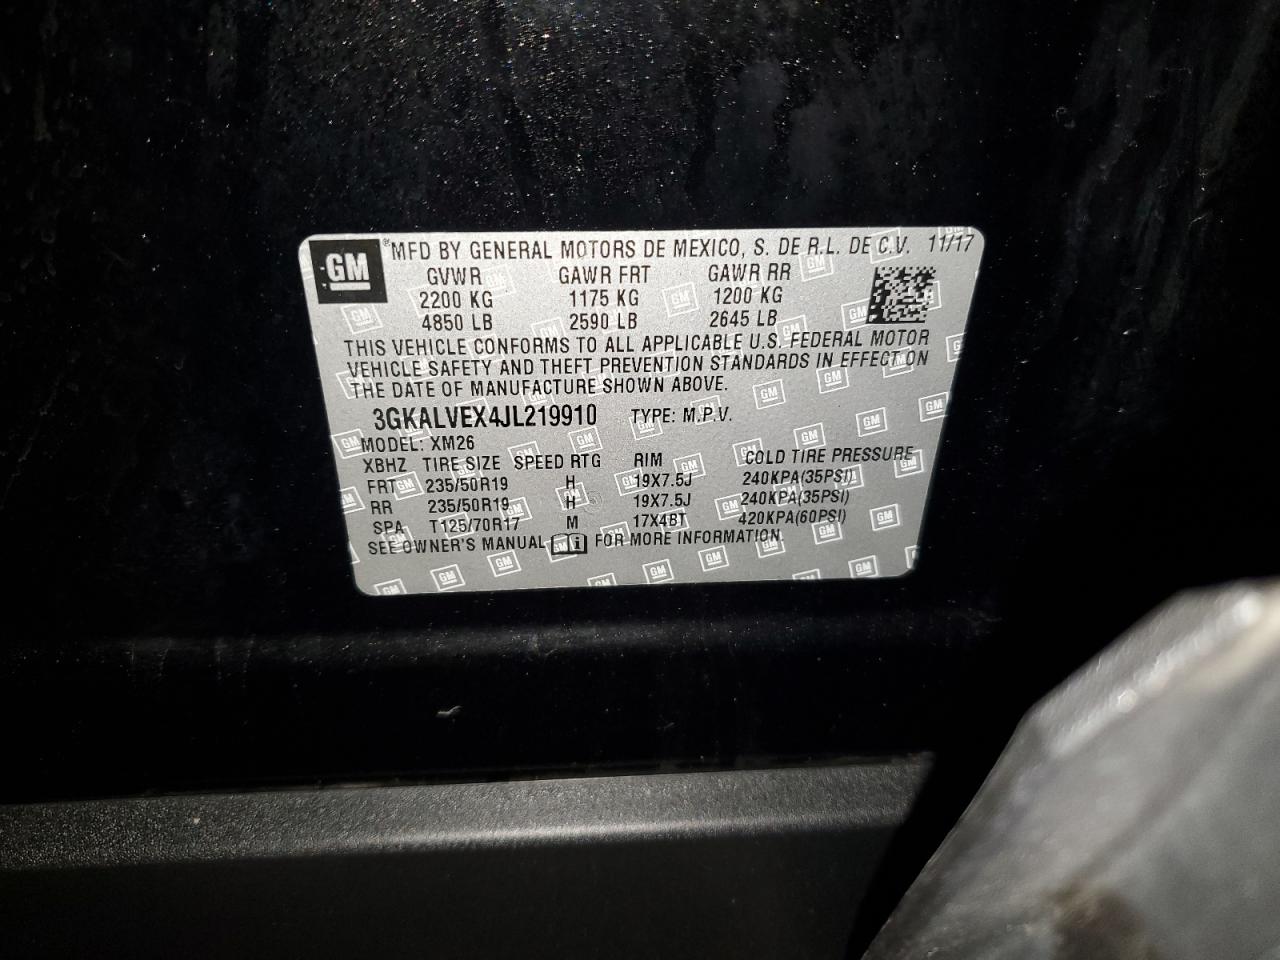 GM ® MFD BY GENERAL MOTORS DE MEXICO, S. DE R.L. DE C.V. 11/17
GVWR GAWR FRT GAWR RR
2200 KG 1175 KG 1200 KG
4850 LB 2590 LB 2645 LB
THIS VEHICLE CONFORMS TO ALL APPLICABLE U.S. FEDERAL MOTOR
VEHICLE SAFETY AND THEFT PREVENTION STANDARDS IN EFFECT ON
THE DATE OF MANUFACTURE SHOWN ABOVE.
3GKALVEX4JL219910 TYPE: M.P.V.
MODEL: XM26
XBHZ TIRE SIZE SPEED RTG RIM COLD TIRE PRESSURE
FRT 235/50R19 H 19X7.5J 240KPA(35PSI)
RR 235/50R19 H 19X7.5J 240KPA(35PSI)
SPA T125/70R17 M 17X4BT 420KPA(60PSI)
SEE OWNER'S MANUAL i FOR MORE INFORMATION.